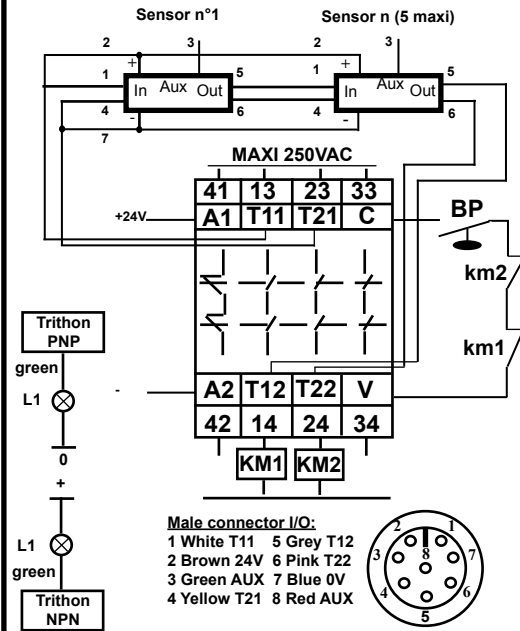 Sensor n°1 Sensor n (5 maxi)
2 3 2 3
+ +
1 In Aux Out 5 1 In Aux Out 5
4 - 6 4 - 6
7
MAXI 250VAC
41 13 23 33
+24V A1 T11 T21 C BP
km2
km1
Trithon
PNP
green
L1
0
+
L1
green
Trithon
NPN
- A2 T12 T22 V
42 14 24 34
KM1 KM2
Male connector I/O:
1 White T11 5 Grey T12
2 Brown 24V 6 Pink T22
3 Green AUX 7 Blue 0V
4 Yellow T21 8 Red AUX
2 1
3 8 7
4 6
5